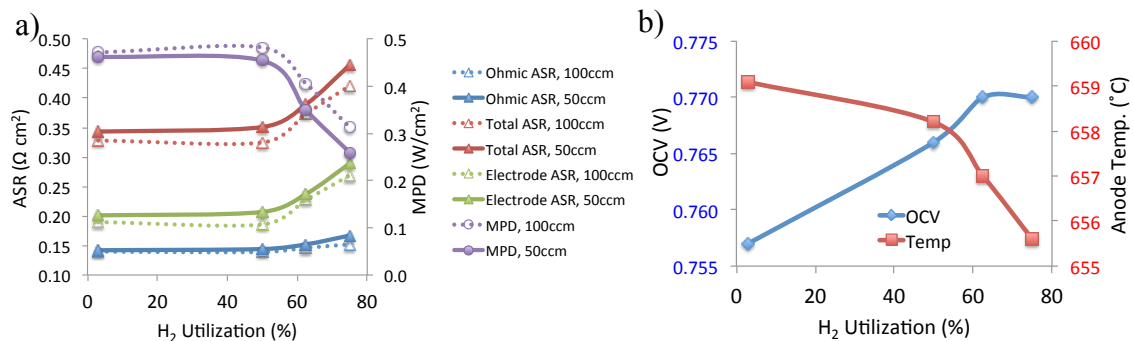 a)
ASR (Ω cm²)
0.50
0.45
0.40
0.35
0.30
0.25
0.20
0.15
0.10
0 20 40 60 80
H₂ Utilization (%)
0.5
0.4
0.3
0.2
0.1
0.0
MPD (W/cm²)
Ohmic ASR, 100ccm
Ohmic ASR, 50ccm
Total ASR, 100ccm
Total ASR, 50ccm
Electrode ASR, 100ccm
Electrode ASR, 50ccm
MPD, 100ccm
MPD, 50ccm
b)
OCV (V)
0.775
0.770
0.765
0.760
0.755
0 20 40 60 80
H₂ Utilization (%)
OCV
Temp
660
659
658
657
656
655
Anode Temp. (˚C)